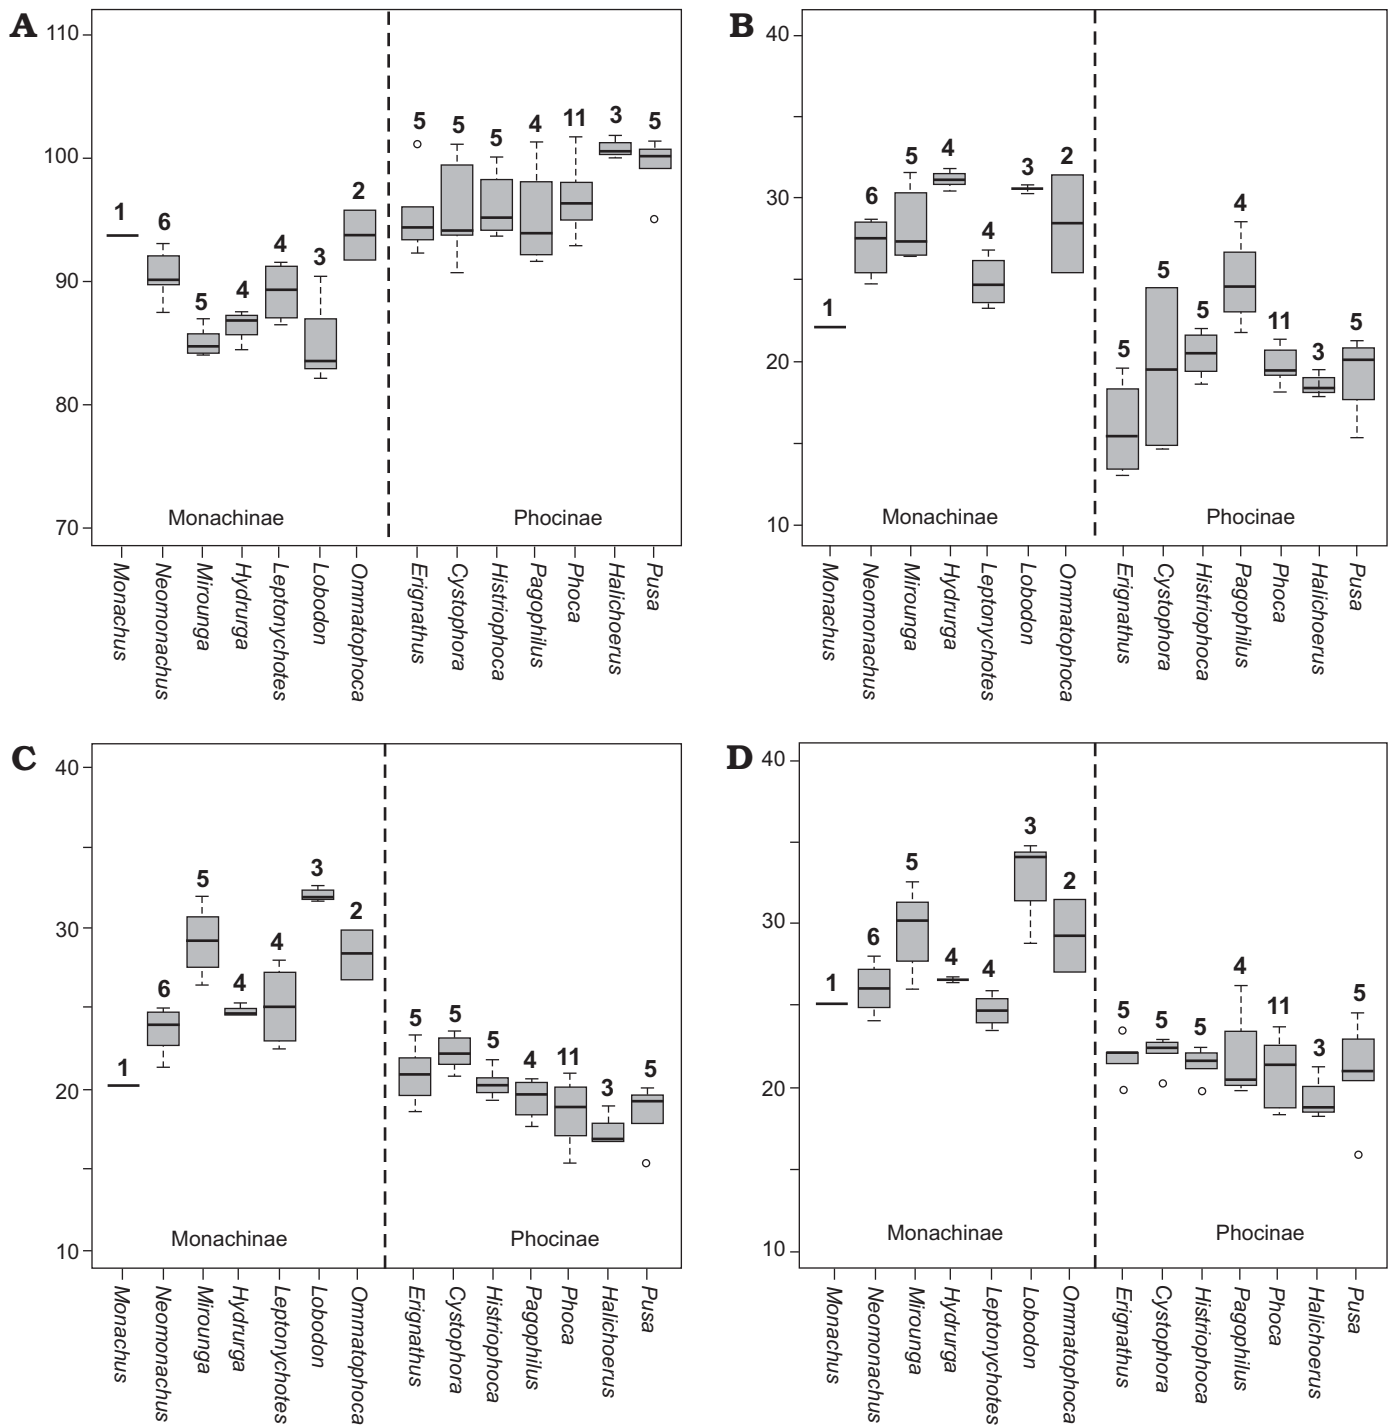 A
110
100
90
80
70
1
6
5
4
4
3
2
5
5
5
4
11
3
5
Monachinae
Phocinae
Monachus
Neomonachus
Mirounga
Hydrurga
Leptonychotes
Lobodon
Ommatophoca
Erignathus
Cystophora
Histriophoca
Pagophilus
Phoca
Halichoerus
Pusa
B
40
30
20
10
1
6
5
4
4
3
2
5
5
5
4
11
3
5
Monachinae
Phocinae
Monachus
Neomonachus
Mirounga
Hydrurga
Leptonychotes
Lobodon
Ommatophoca
Erignathus
Cystophora
Histriophoca
Pagophilus
Phoca
Halichoerus
Pusa
C
40
30
20
10
1
6
5
4
4
3
2
5
5
5
4
11
3
5
Monachinae
Phocinae
Monachus
Neomonachus
Mirounga
Hydrurga
Leptonychotes
Lobodon
Ommatophoca
Erignathus
Cystophora
Histriophoca
Pagophilus
Phoca
Halichoerus
Pusa
D
40
30
20
10
1
6
5
4
4
3
2
5
5
5
4
11
3
5
Monachinae
Phocinae
Monachus
Neomonachus
Mirounga
Hydrurga
Leptonychotes
Lobodon
Ommatophoca
Erignathus
Cystophora
Histriophoca
Pagophilus
Phoca
Halichoerus
Pusa